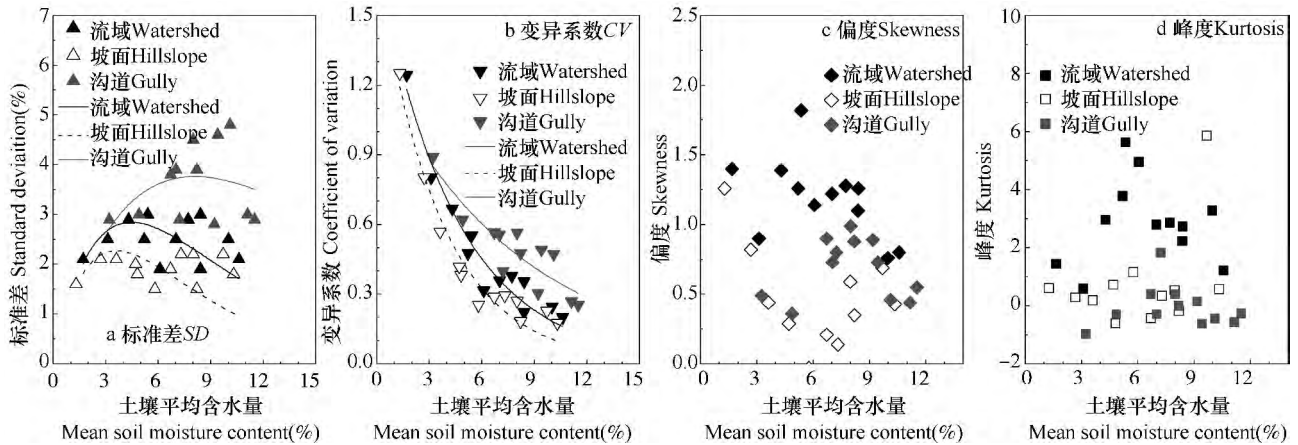 标准差 Standard deviaition(%)
7
6
5
4
3
2
1
0
▲ 流域Watershed
△ 坡面Hillslope
▲ 沟道Gully
流域Watershed
坡面Hillslope
沟道Gully
a 标准差SD
0 3 6 9 12 15
土壤平均含水量
Mean soil moisture content(%)
变异系数 Coefficient of variation
1.5
1.2
0.9
0.6
0.3
0.0
b 变异系数CV
▼ 流域Watershed
▽ 坡面Hillslope
▼ 沟道Gully
流域Watershed
坡面Hillslope
沟道Gully
0 3 6 9 12 15
土壤平均含水量
Mean soil moisture content(%)
偏度 Skewness
2.5
2.0
1.5
1.0
0.5
0.0
c 偏度Skewness
◆ 流域Watershed
◇ 坡面Hillslope
◆ 沟道Gully
0 3 6 9 12
土壤平均含水量
Mean soil moisture content(%)
峰度 Kurtosis
10
8
6
4
2
0
−2
d 峰度Kurtosis
■ 流域Watershed
□ 坡面Hillslope
■ 沟道Gully
0 3 6 9 12
土壤平均含水量
Mean soil moisture content(%)